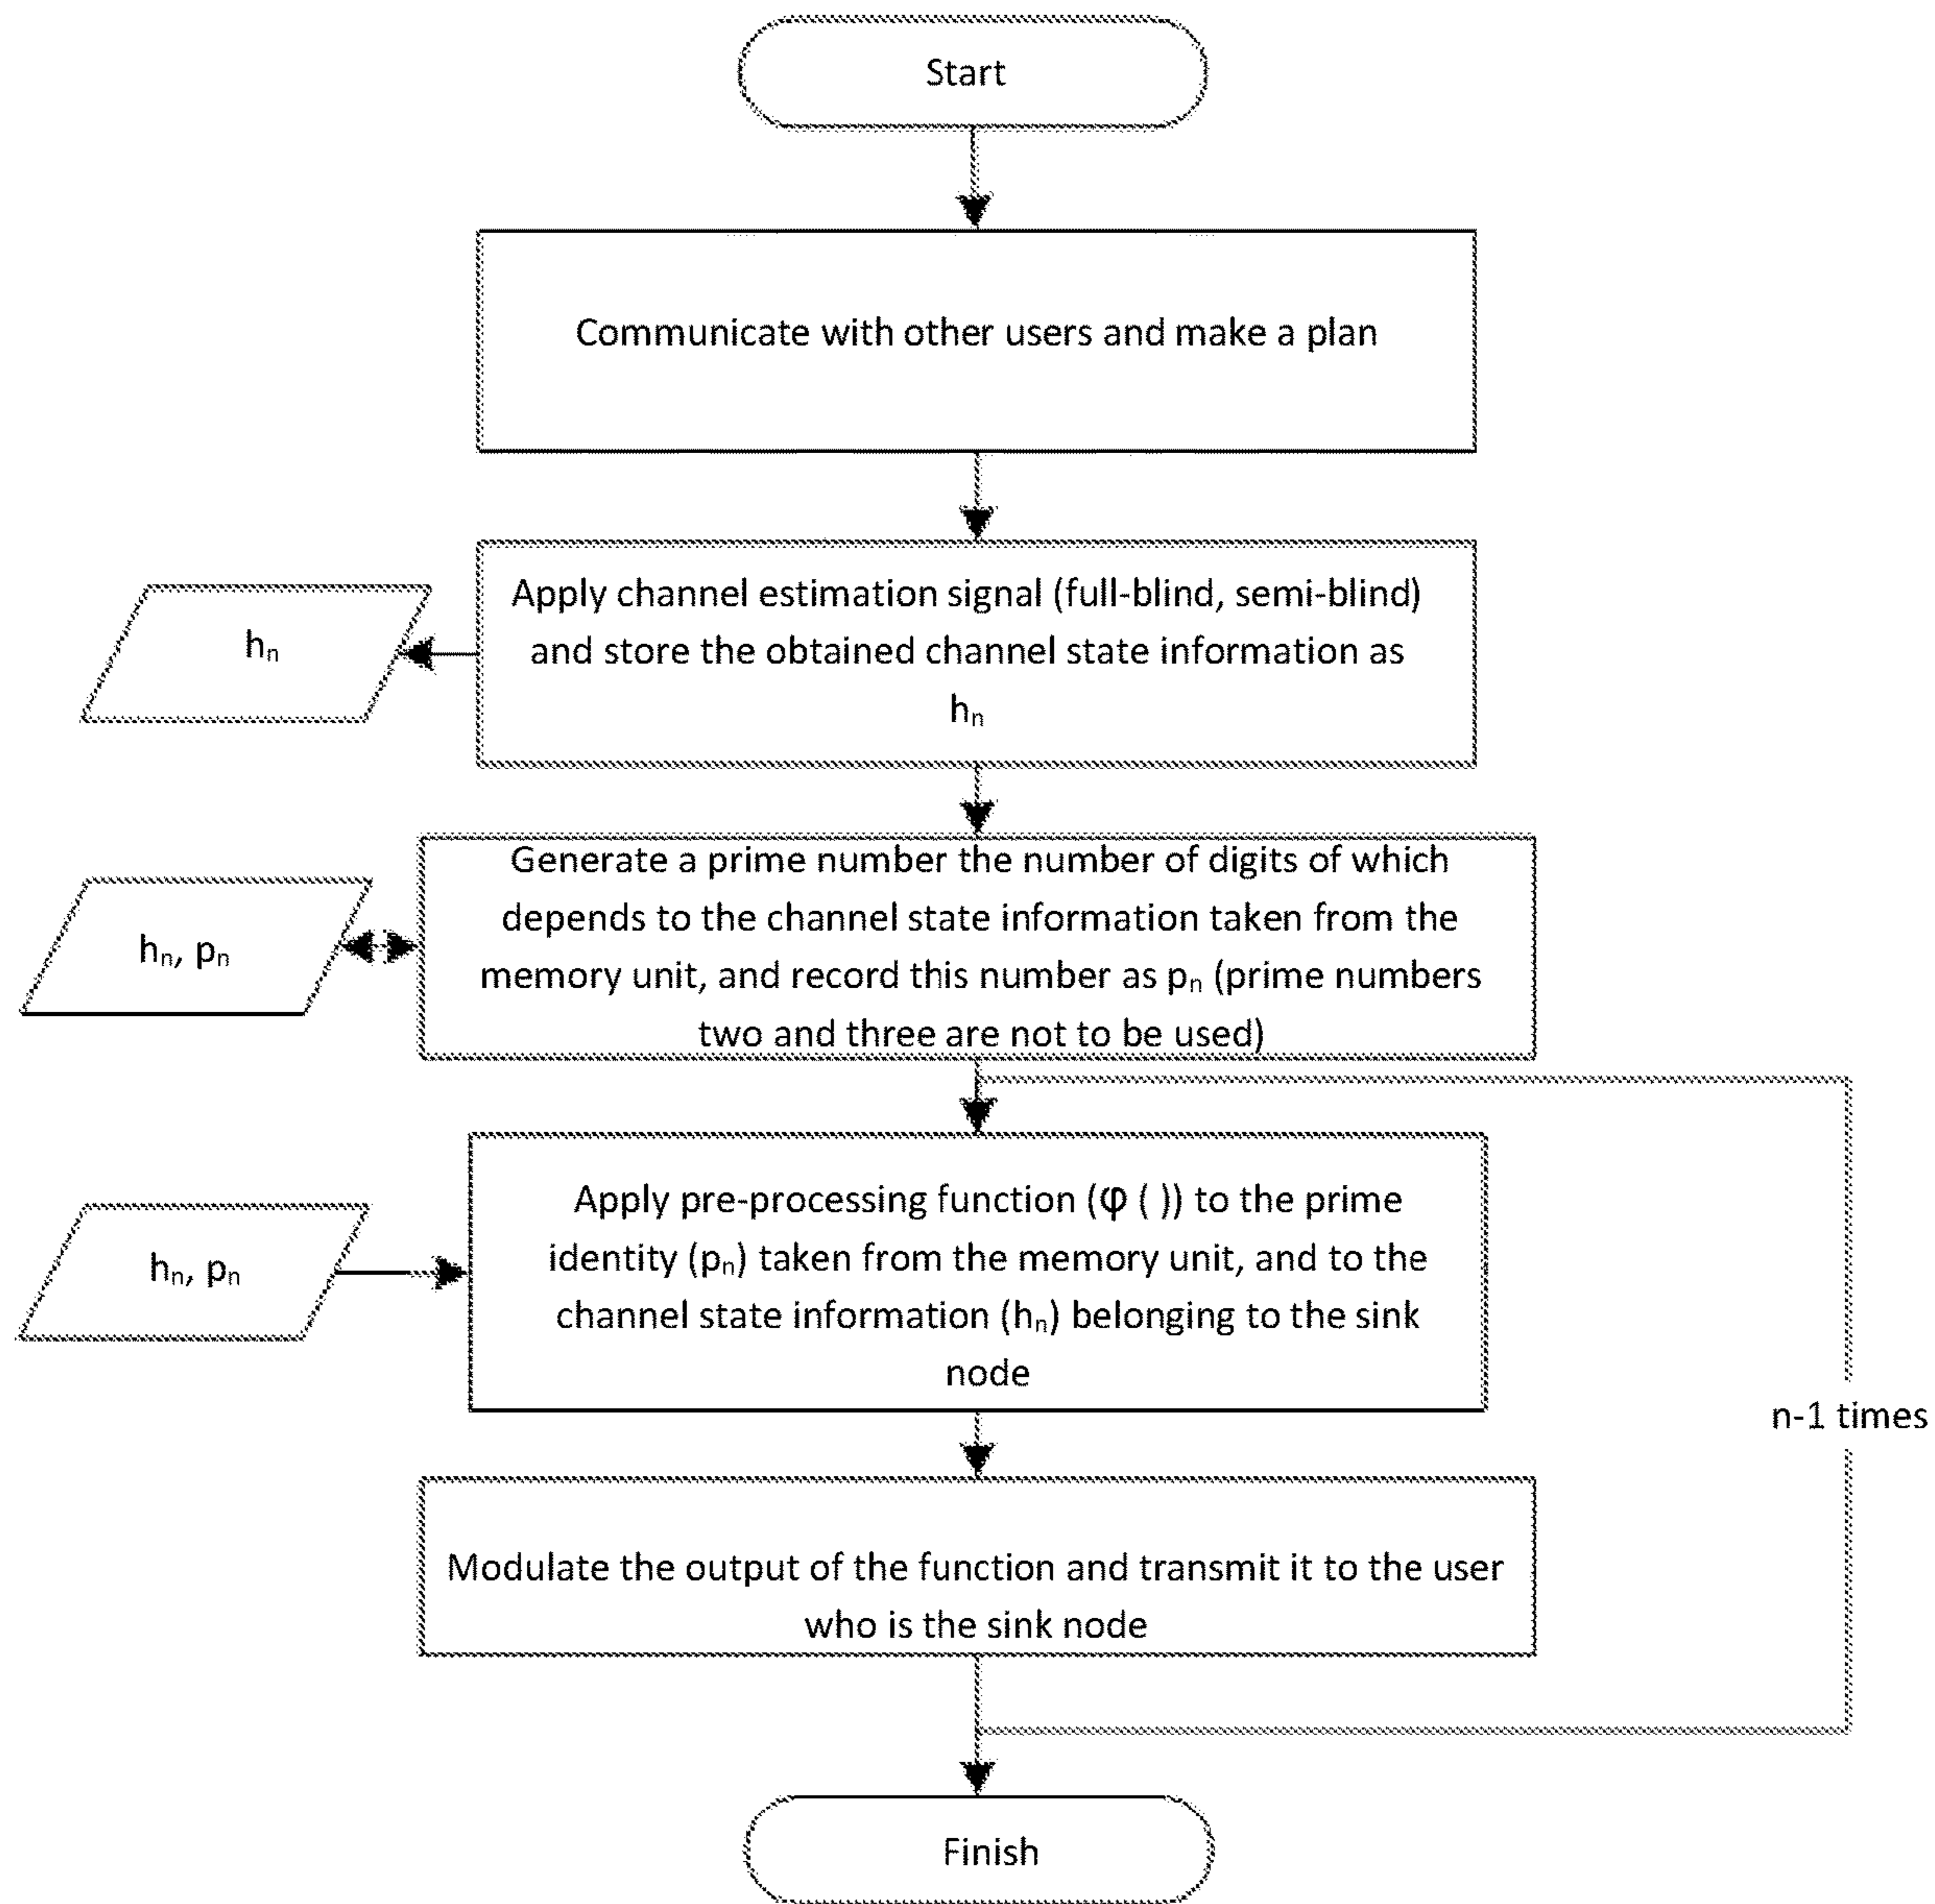 Start
Communicate with other users and make a plan
Apply channel estimation signal (full-blind, semi-blind)
and store the obtained channel state information as
hₙ
hₙ
Generate a prime number the number of digits of which
depends to the channel state information taken from the
memory unit, and record this number as pₙ (prime numbers
two and three are not to be used)
hₙ, pₙ
Apply pre-processing function (φ ( )) to the prime
identity (pₙ) taken from the memory unit, and to the
channel state information (hₙ) belonging to the sink
node
hₙ, pₙ
n-1 times
Modulate the output of the function and transmit it to the user
who is the sink node
Finish